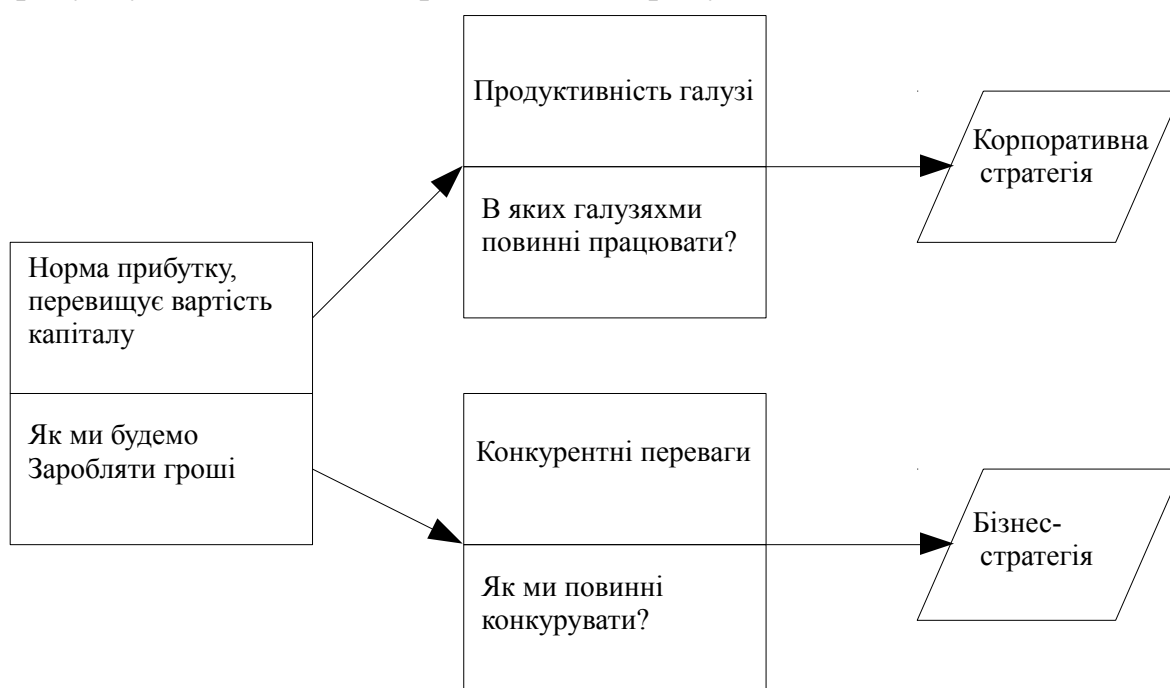 Продуктивність галузі
Корпоративна
стратегія
В яких галузяхми
повинні працювати?
Норма прибутку,
перевищує вартість
капіталу
Як ми будемо
Заробляти гроші
Конкурентні переваги
Бізнес-
стратегія
Як ми повинні
конкурувати?